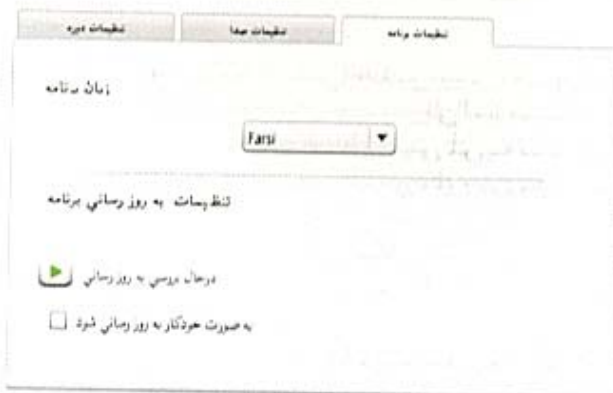 تنظیمات برنامه
تنظیمات صدا
تنظیمات دیگر
زبان برنامه
Farsi
تنظیمات به روز رسانی برنامه
درحال بررسی به روز رسانی
به صورت خودکار به روز رسانی شود